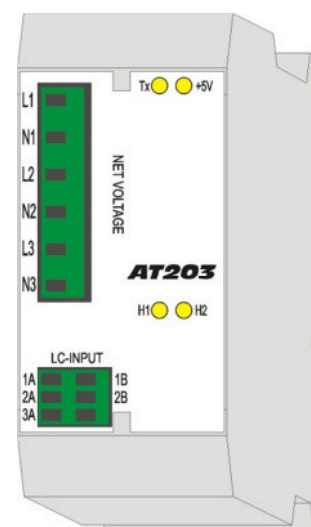 Tx +5V
L1
N1
L2
N2
L3
N3
NET VOLTAGE
AT203
H1 H2
LC-INPUT
1A 1B
2A 2B
3A